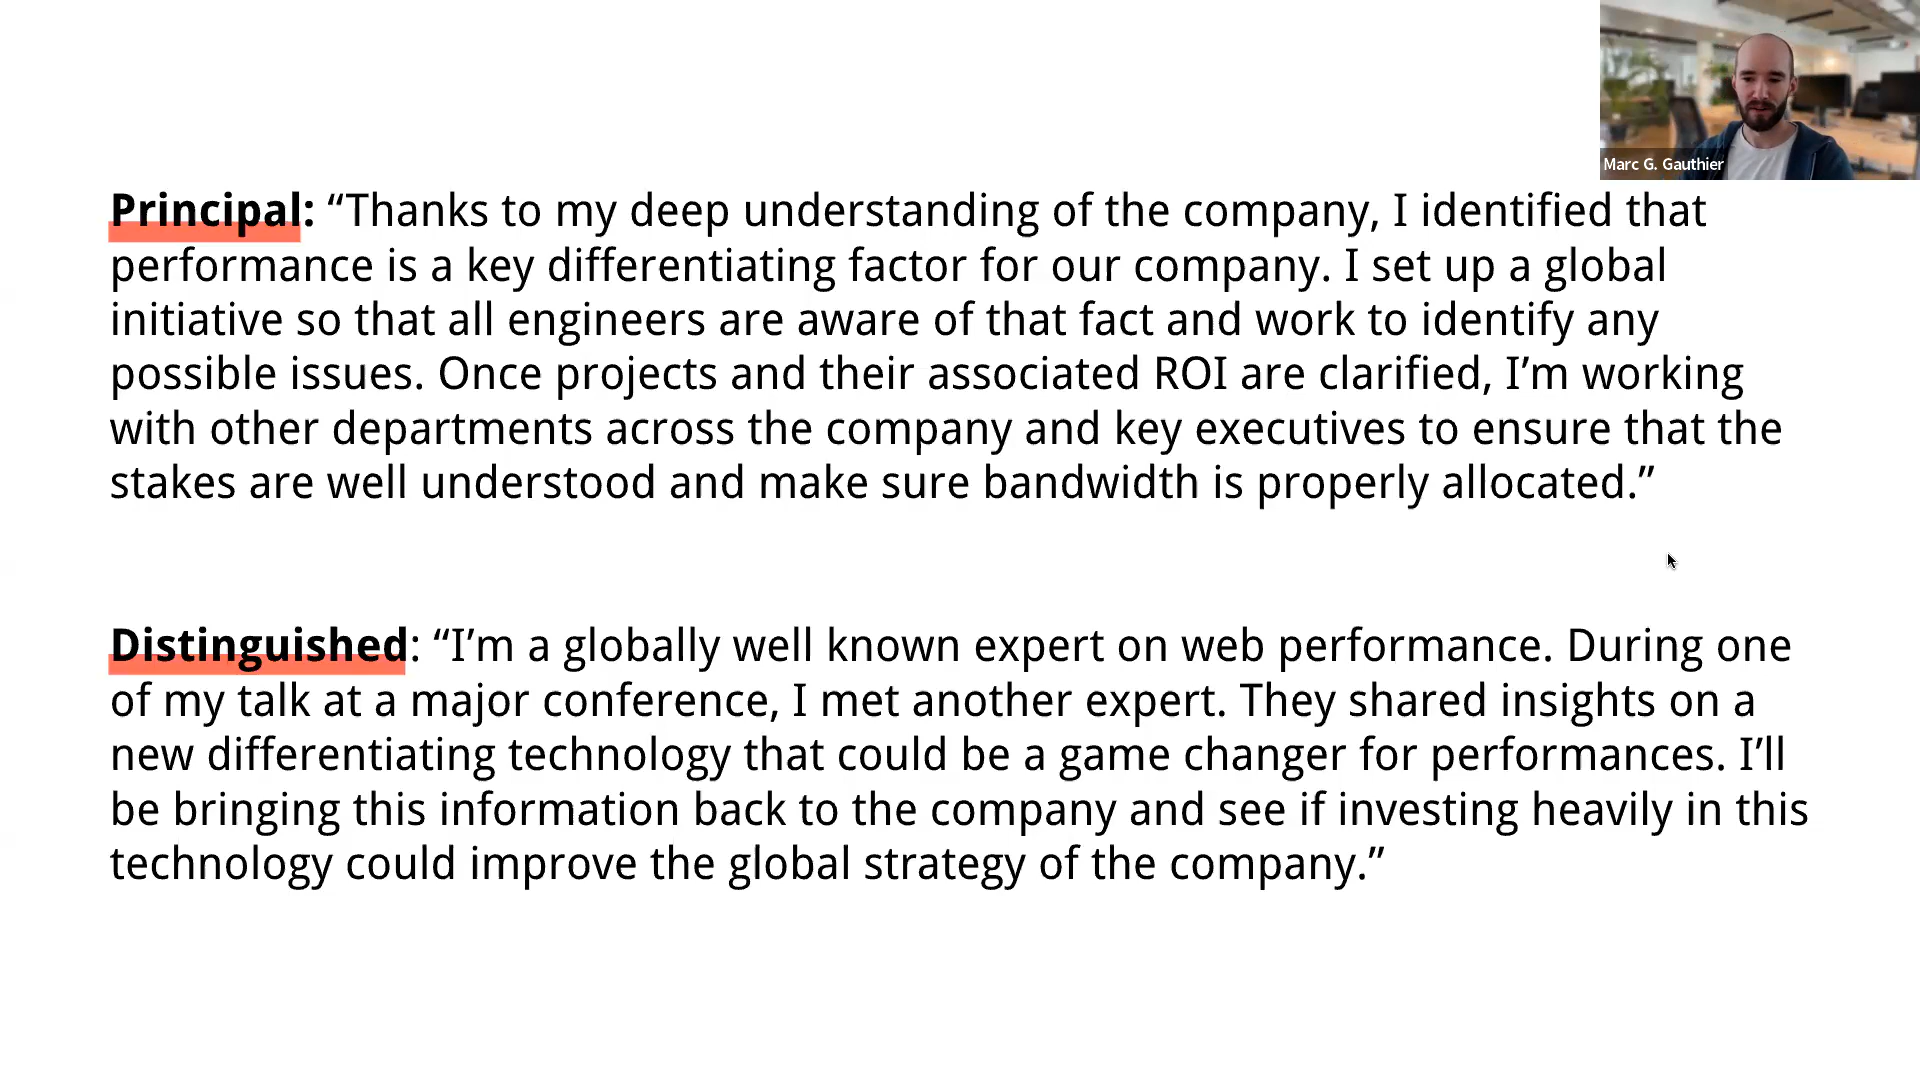 Marc G. Gauthier
Principal: “Thanks to my deep understanding of the company, I identified that
performance is a key differentiating factor for our company. I set up a global
initiative so that all engineers are aware of that fact and work to identify any
possible issues. Once projects and their associated ROI are clarified, I’m working
with other departments across the company and key executives to ensure that the
stakes are well understood and make sure bandwidth is properly allocated.”
Distinguished: “I’m a globally well known expert on web performance. During one
of my talk at a major conference, I met another expert. They shared insights on a
new differentiating technology that could be a game changer for performances. I’ll
be bringing this information back to the company and see if investing heavily in this
technology could improve the global strategy of the company.”